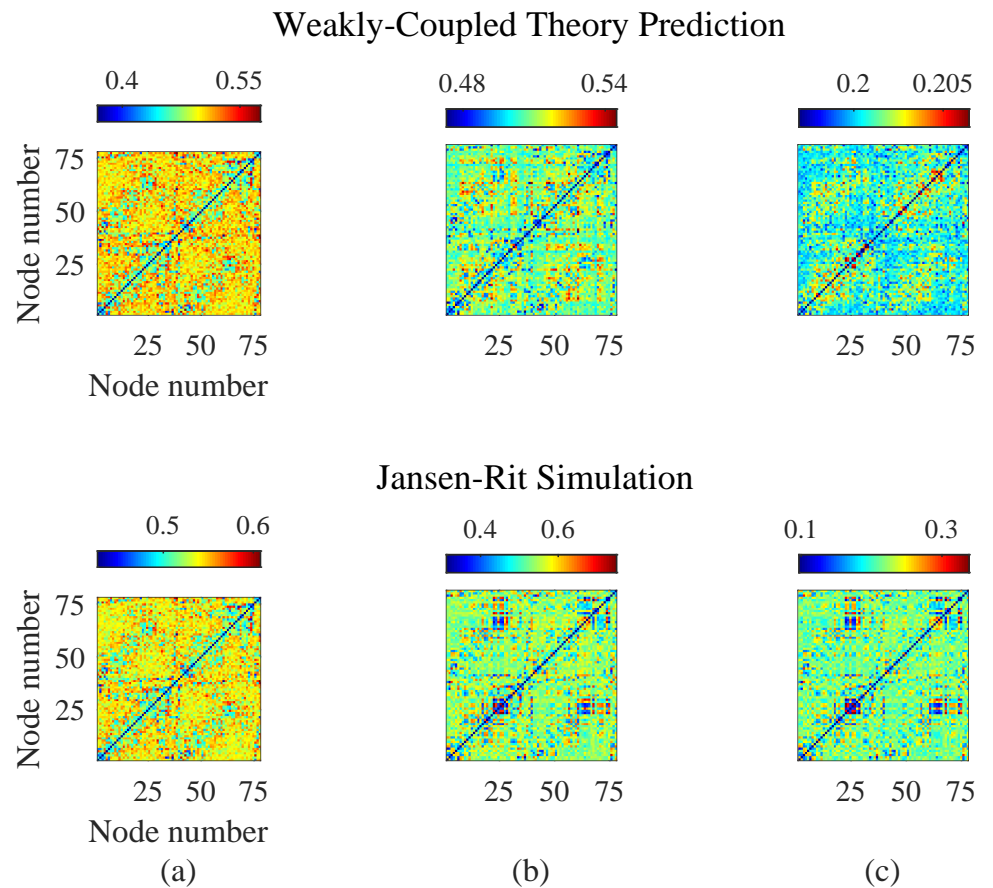 Weakly-Coupled Theory Prediction
0.4 0.55
0.48 0.54
0.2 0.205
Node number
75
50
25
25 50 75
25 50 75
25 50 75
Node number
Jansen-Rit Simulation
0.5 0.6
0.4 0.6
0.1 0.3
Node number
75
50
25
25 50 75
25 50 75
25 50 75
Node number
(a) (b) (c)